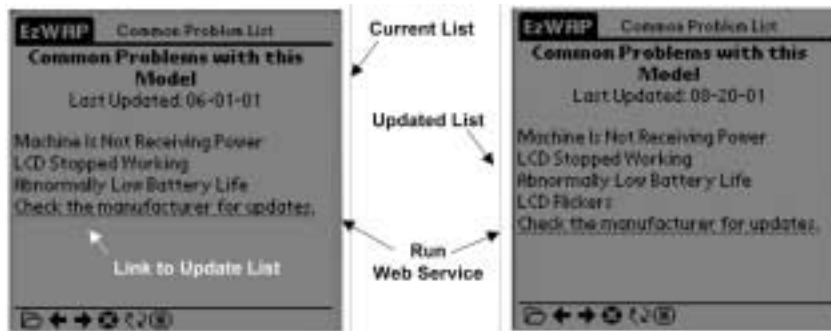 EzWAP Common Problem List
Common Problems with this
Model
Last Updated: 06-01-01
Machine Is Not Receiving Power
LCD Stopped Working
Abnormally Low Battery Life
Check the manufacturer for updates.
Link to Update List
Current List
Updated List
Run
Web Service
EzWAP Common Problem List
Common Problems with this
Model
Last Updated: 08-20-01
Machine Is Not Receiving Power
LCD Stopped Working
Abnormally Low Battery Life
LCD Flickers
Check the manufacturer for updates.